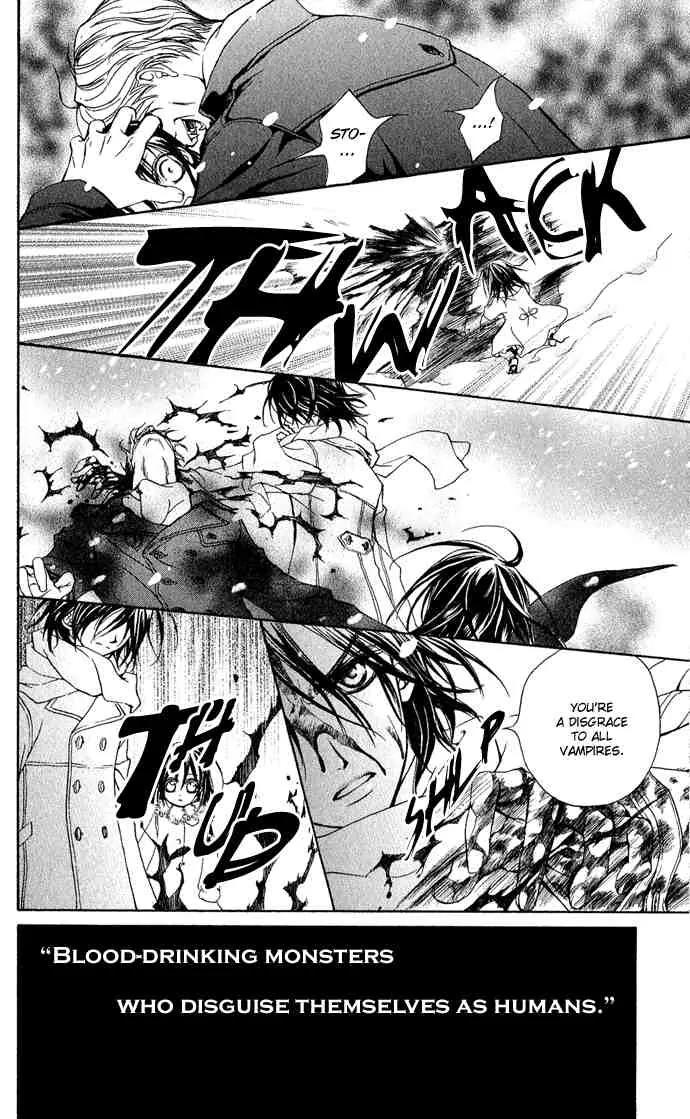 STO-
---
---!
THWACK
YOU'RE
A DISGRACE
TO ALL
VAMPIRES.
SHLP
THUD
"BLOOD-DRINKING MONSTERS
WHO DISGUISE THEMSELVES AS HUMANS."